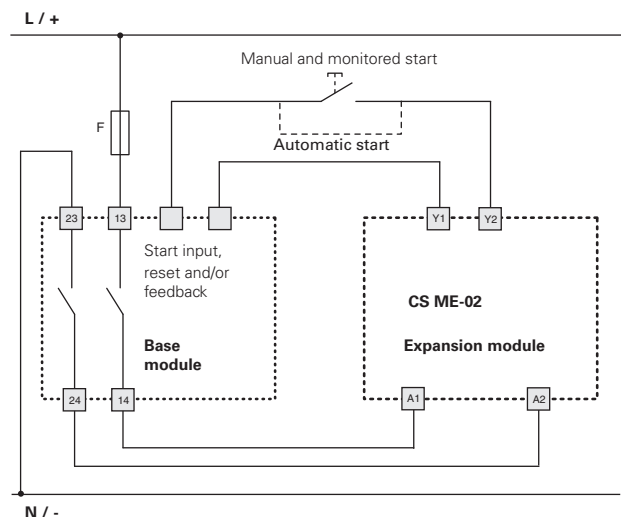 L / +
Manual and monitored start
F
Automatic start
23
13
Y1
Y2
Start input,
reset and/or
feedback
CS ME-02
Base
module
Expansion module
24
14
A1
A2
N / -